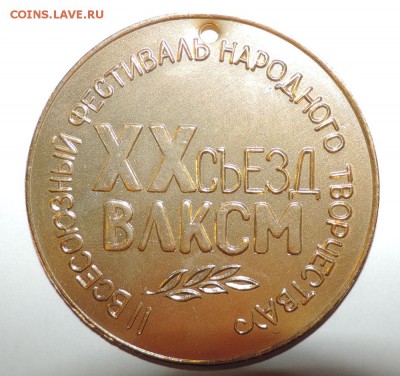 COINS.LAVE.RU
II ВСЕСОЮЗНЫЙ ФЕСТИВАЛЬ НАРОДНОГО ТВОРЧЕСТВА
XX СЪЕЗД
ВЛКСМ